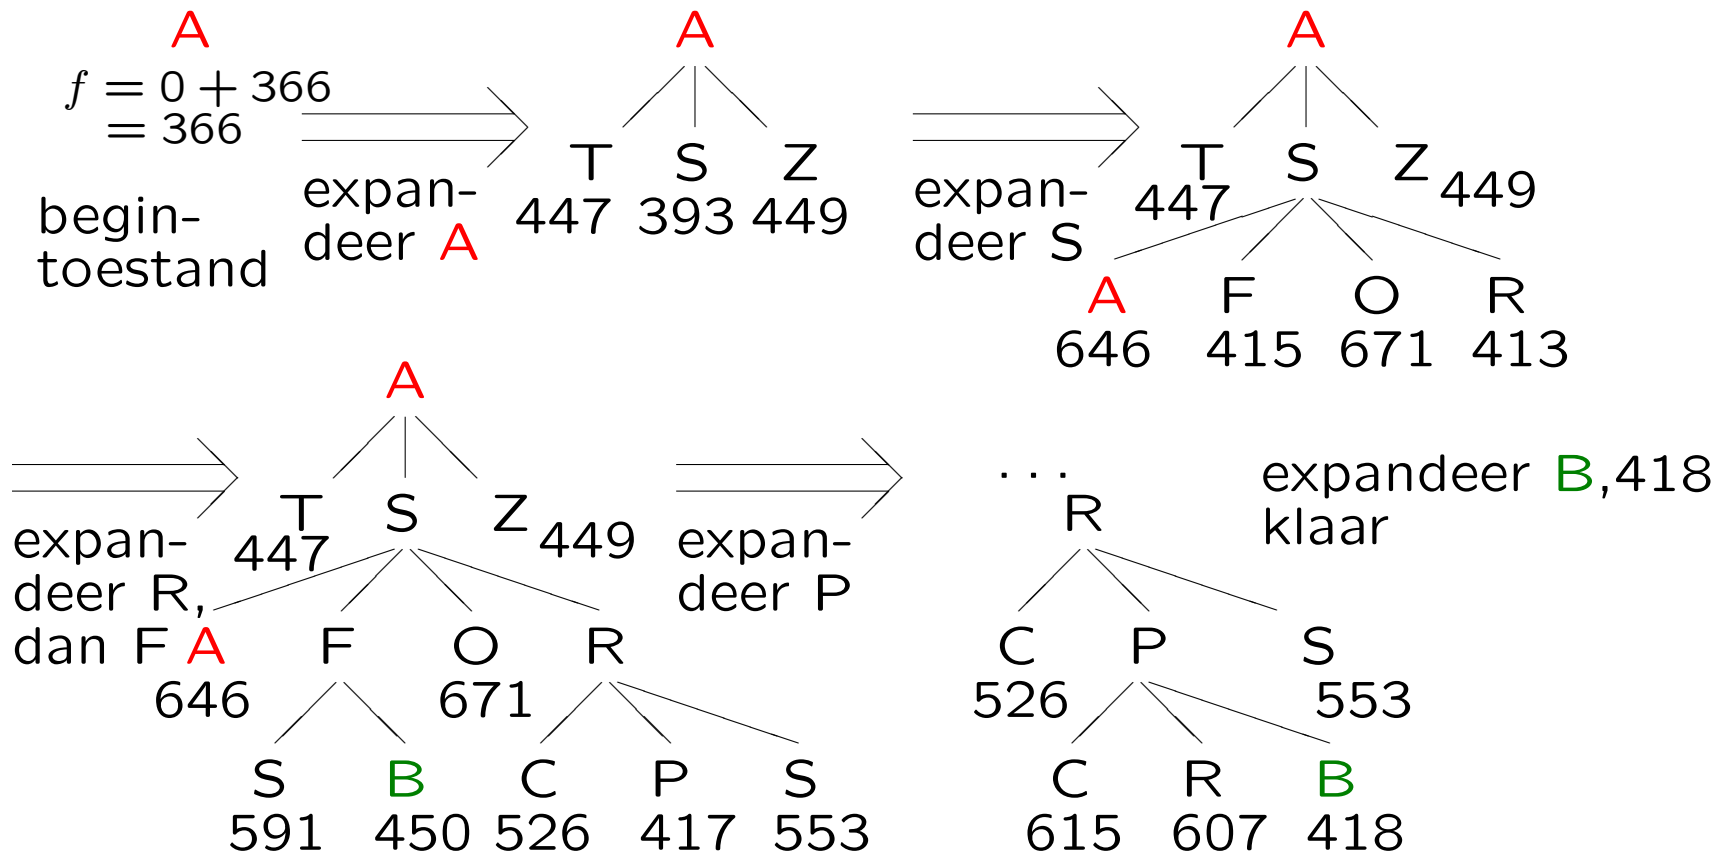 A
f = 0 + 366
= 366
begin-
toestand
expan-
deer A
A
T S Z
447 393 449
expan-
deer S
A
T S Z
447 449
A F O R
646 415 671 413
expan-
deer R,
dan F
A
T S Z
447 449
A F O R
646 671
S B C P S
591 450 526 417 553
expan-
deer P
. . .
R
C P S
526 553
C R B
615 607 418
expandeer B,418
klaar